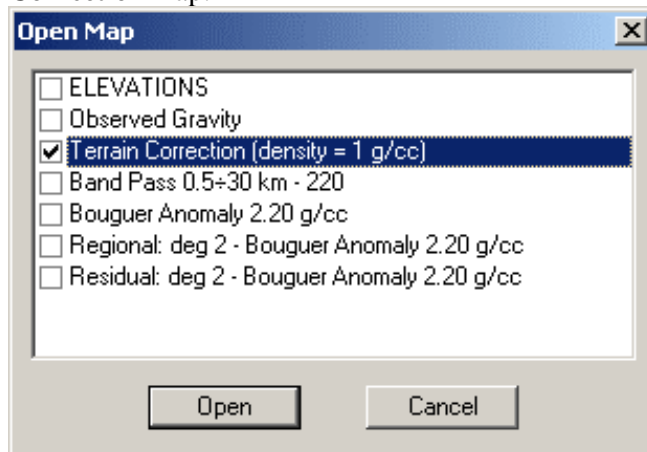 Open Map
ELEVATIONS
Observed Gravity
Terrain Correction (density = 1 g/cc)
Band Pass 0.5÷30 km - 220
Bouguer Anomaly 2.20 g/cc
Regional: deg 2 - Bouguer Anomaly 2.20 g/cc
Residual: deg 2 - Bouguer Anomaly 2.20 g/cc
Open Cancel